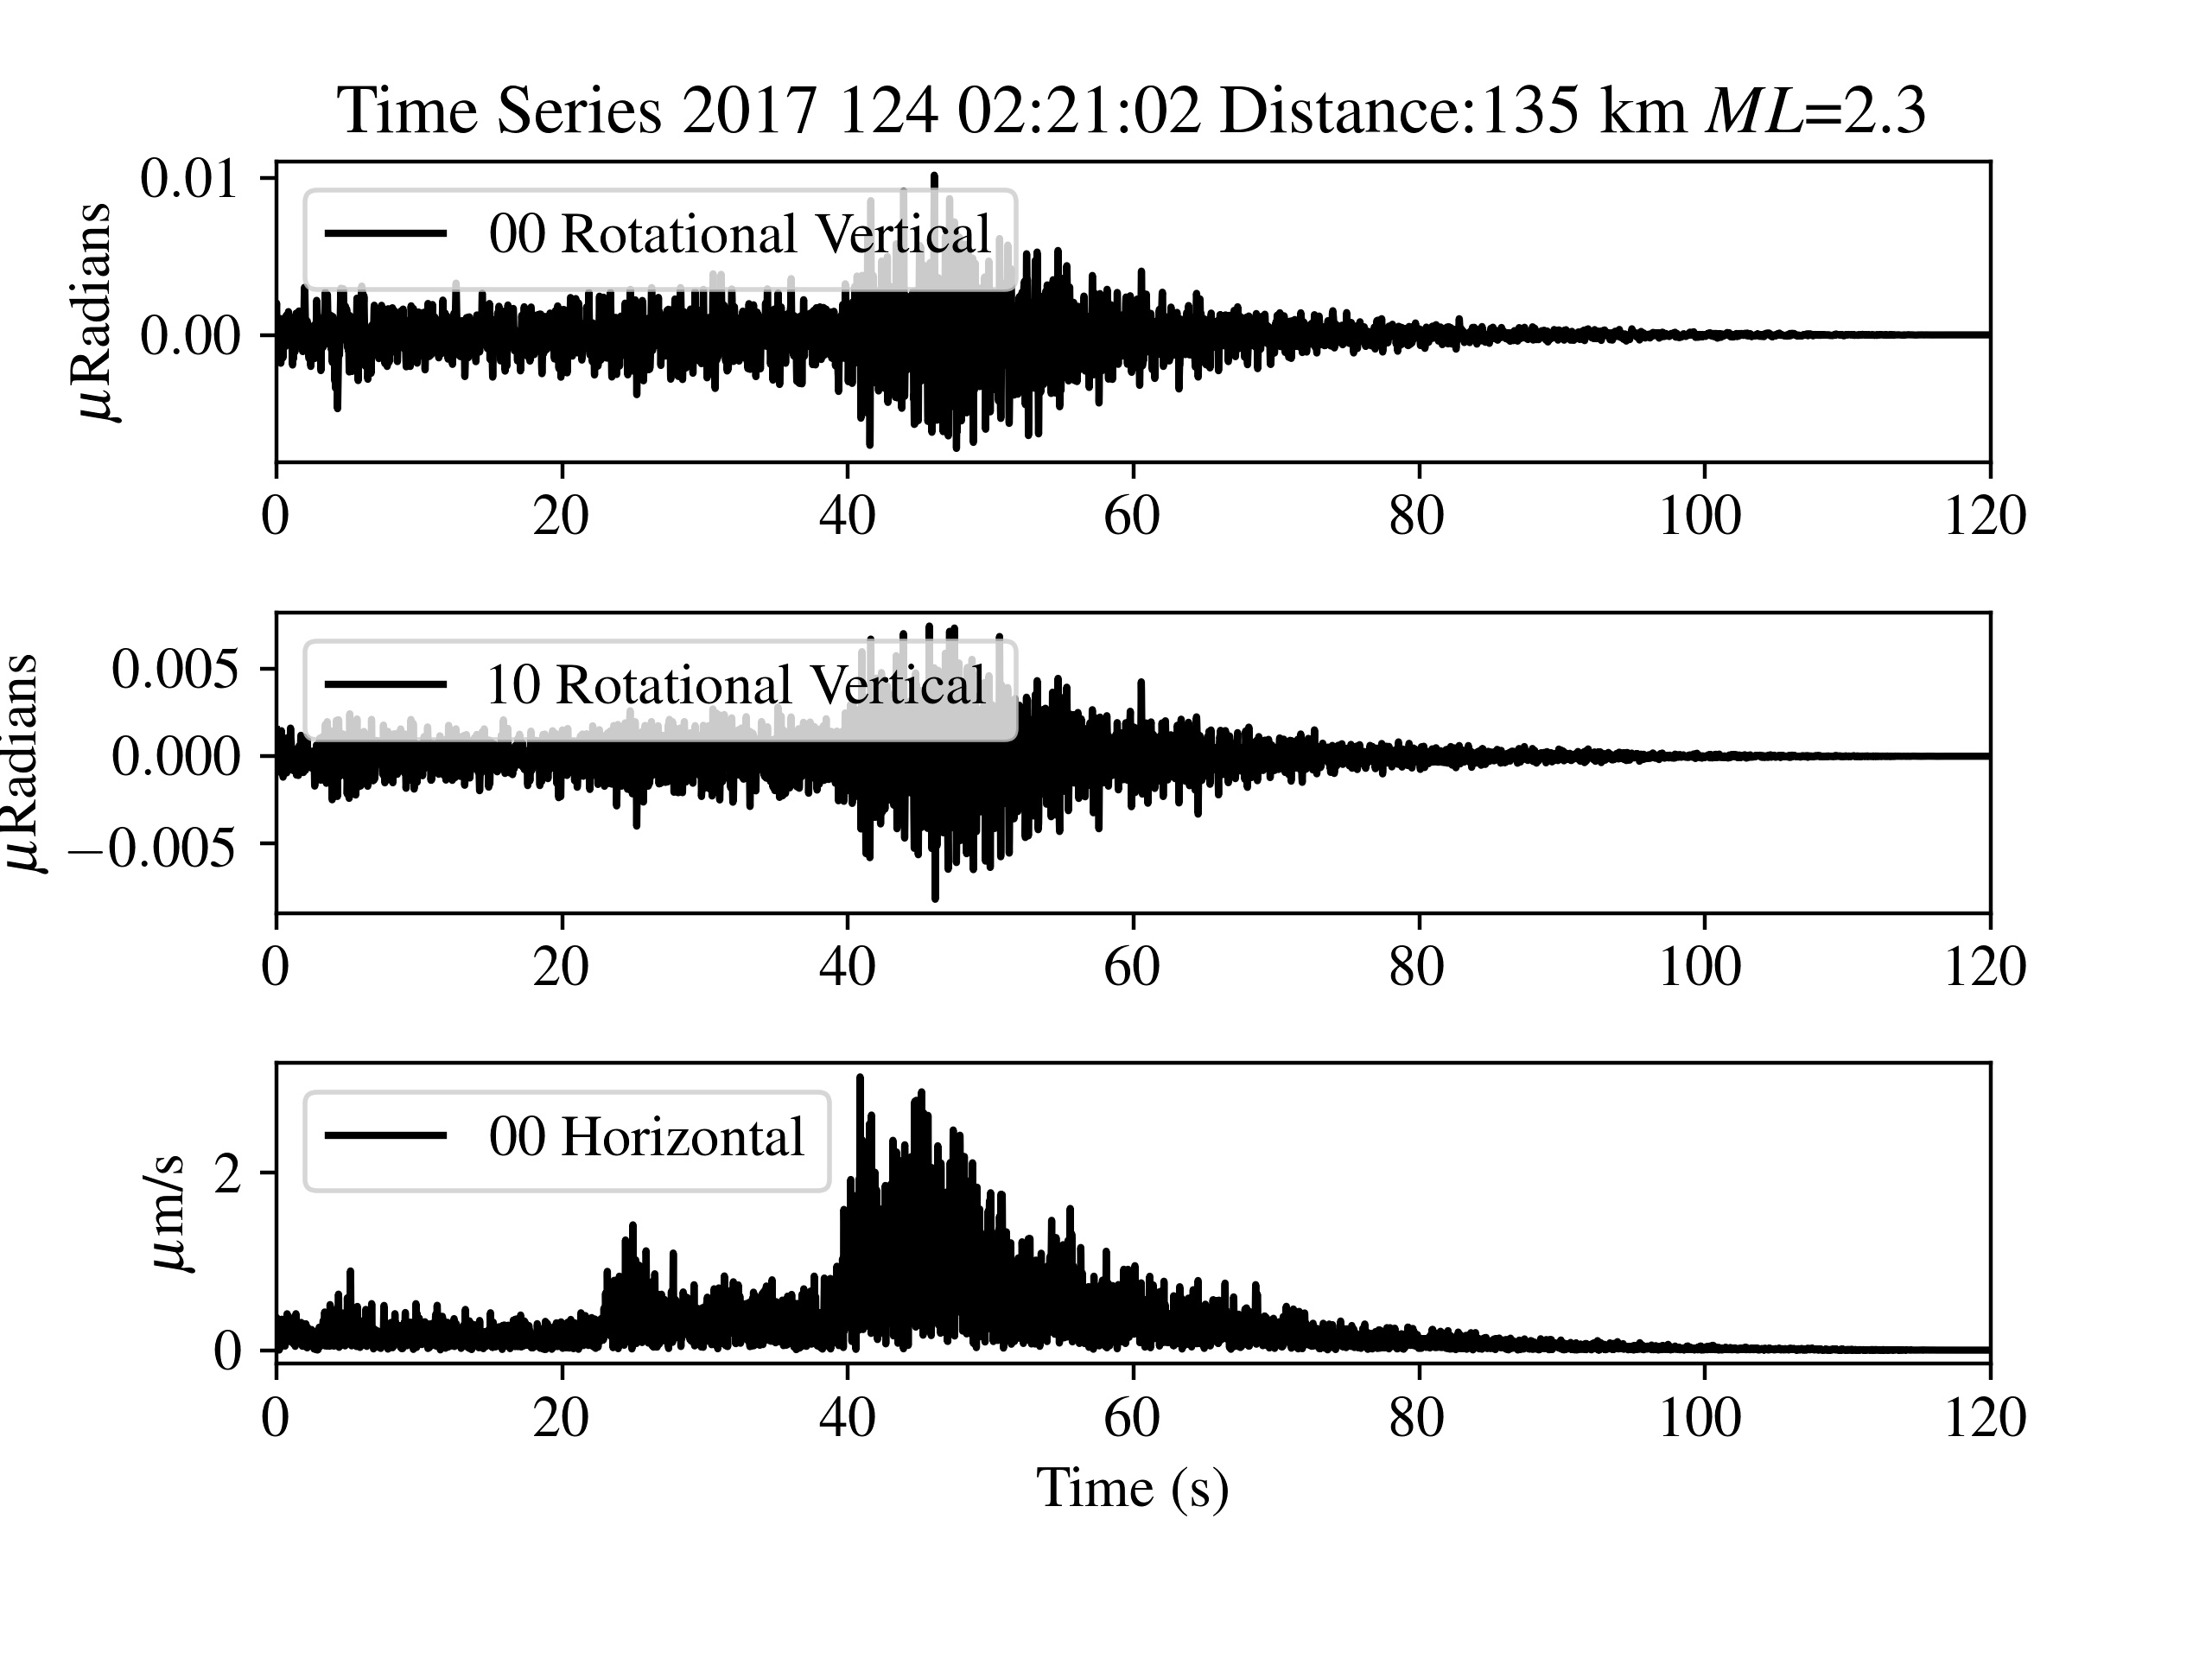 Time Series 2017 124 02:21:02 Distance:135 km ML=2.3
μRadians
0.01
0.00
00 Rotational Vertical
0 20 40 60 80 100 120
μRadians
0.005
0.000
−0.005
10 Rotational Vertical
0 20 40 60 80 100 120
μm/s
2
0
00 Horizontal
0 20 40 60 80 100 120
Time (s)